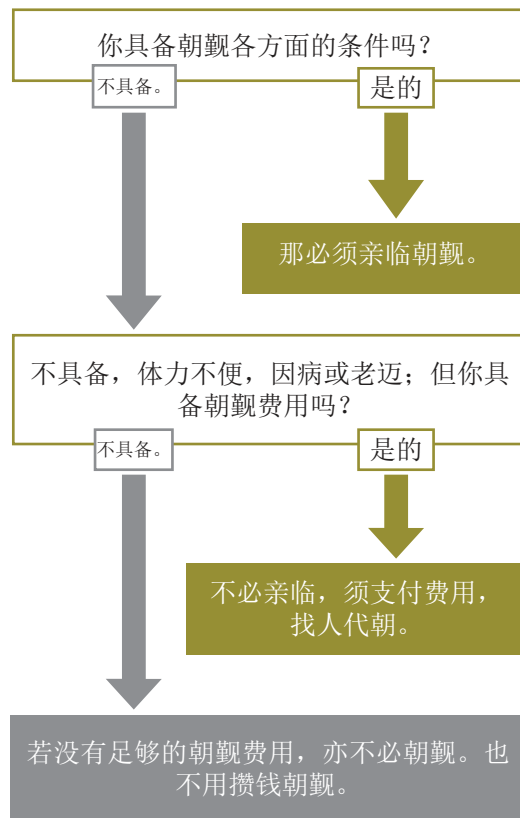 你具备朝觐各方面的条件吗？
不具备。
是的
那必须亲临朝觐。
不具备，体力不便，因病或老迈；但你具
备朝觐费用吗？
不具备。
是的
不必亲临，须支付费用，
找人代朝。
若没有足够的朝觐费用，亦不必朝觐。也
不用攒钱朝觐。